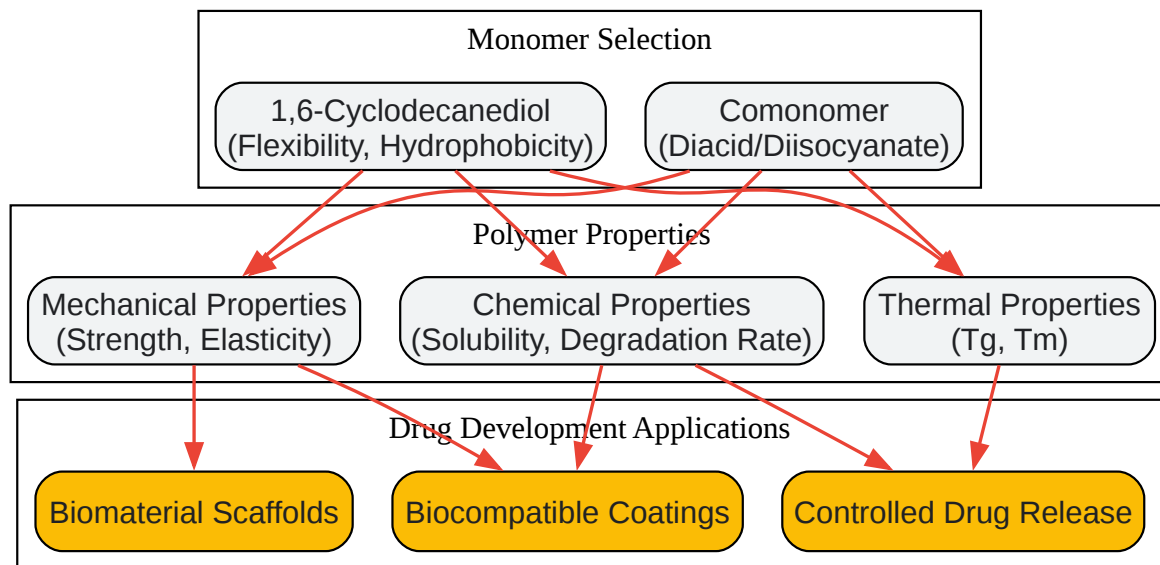 Monomer Selection
1,6-Cyclodecanediol
(Flexibility, Hydrophobicity)
Comonomer
(Diacid/Diisocyanate)
Polymer Properties
Mechanical Properties
(Strength, Elasticity)
Chemical Properties
(Solubility, Degradation Rate)
Thermal Properties
(Tg, Tm)
Drug Development Applications
Biomaterial Scaffolds
Biocompatible Coatings
Controlled Drug Release